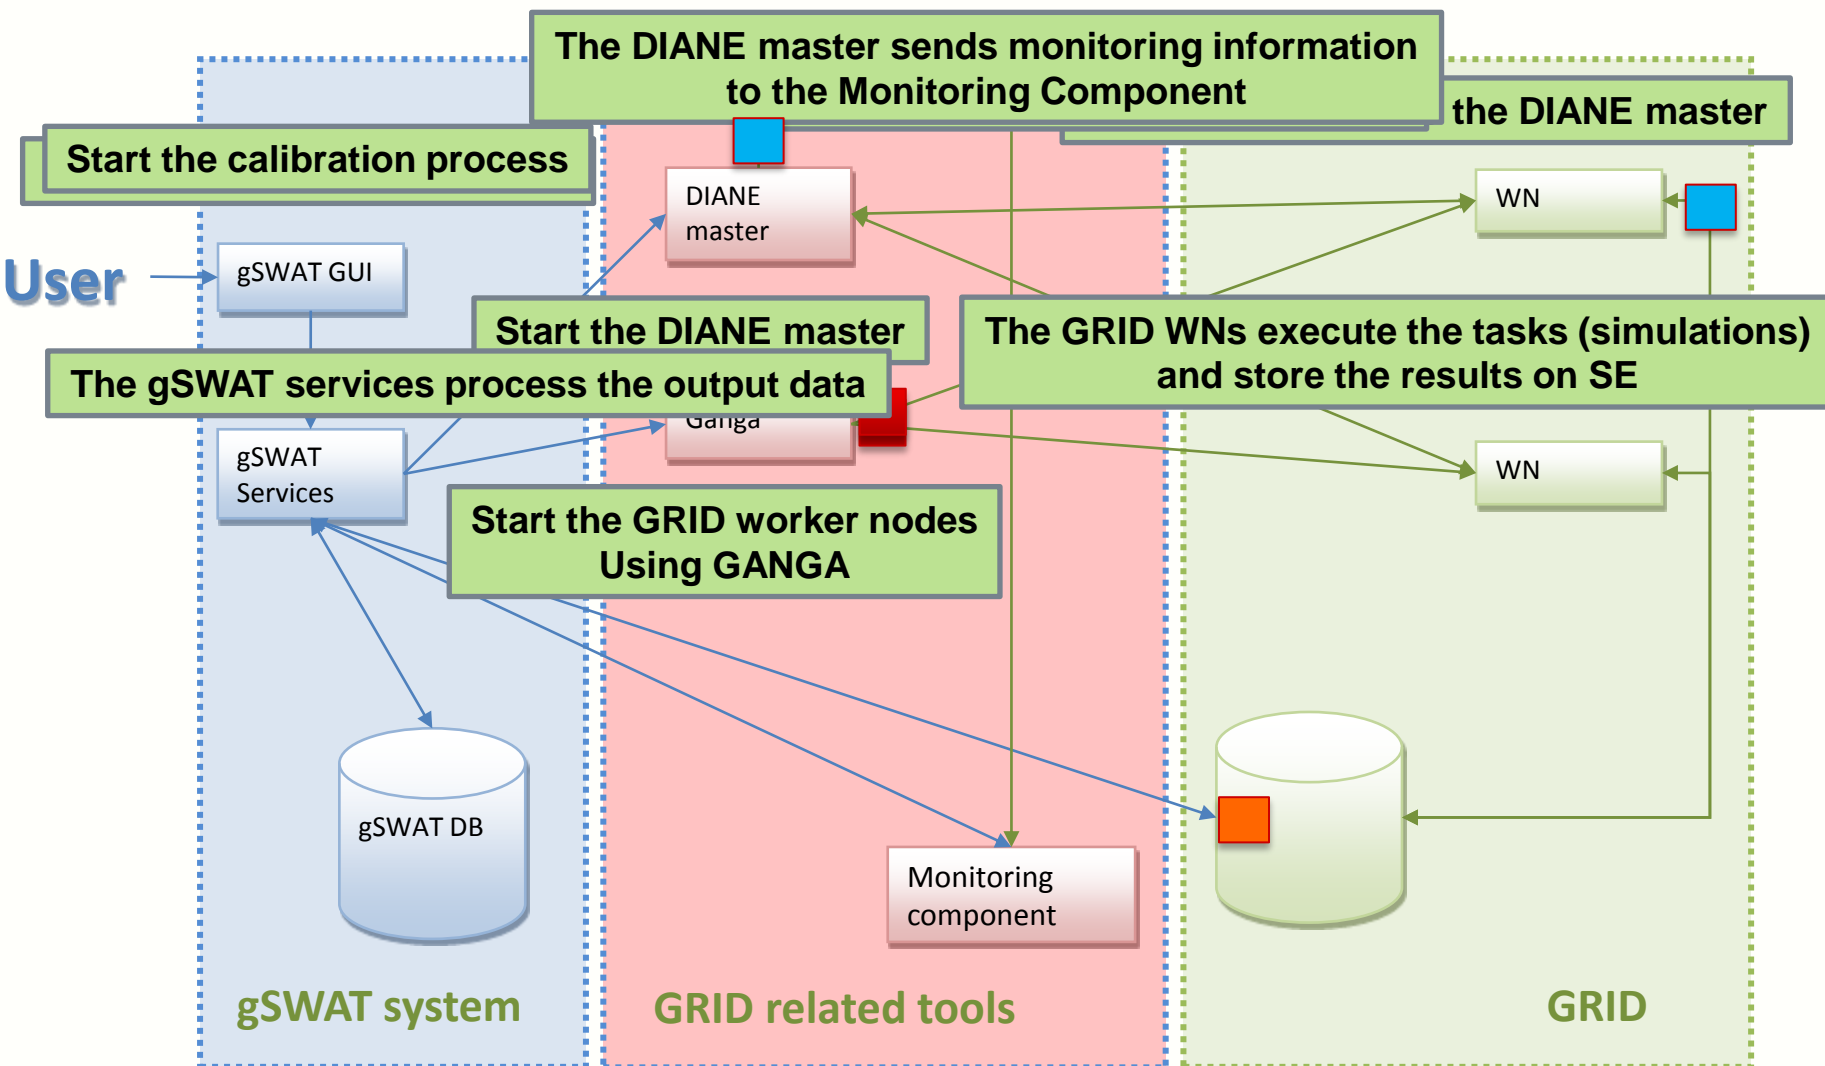 The DIANE master sends monitoring information
to the Monitoring Component
the DIANE master
Start the calibration process
DIANE
master
WN
User
gSWAT GUI
Start the DIANE master
The GRID WNs execute the tasks (simulations)
and store the results on SE
The gSWAT services process the output data
Ganga
gSWAT
Services
WN
Start the GRID worker nodes
Using GANGA
gSWAT DB
Monitoring
component
gSWAT system
GRID related tools
GRID